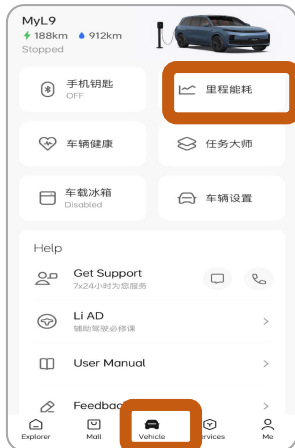 MyL9
188km 912km
Stopped
手机钥匙
OFF
里程能耗
车辆健康
任务大师
车载冰箱
Disabled
车辆设置
Help
Get Support
7x24小时为您服务
Li AD
辅助驾驶必修课
User Manual
Feedbac
Explorer Mall Vehicle ervices Me